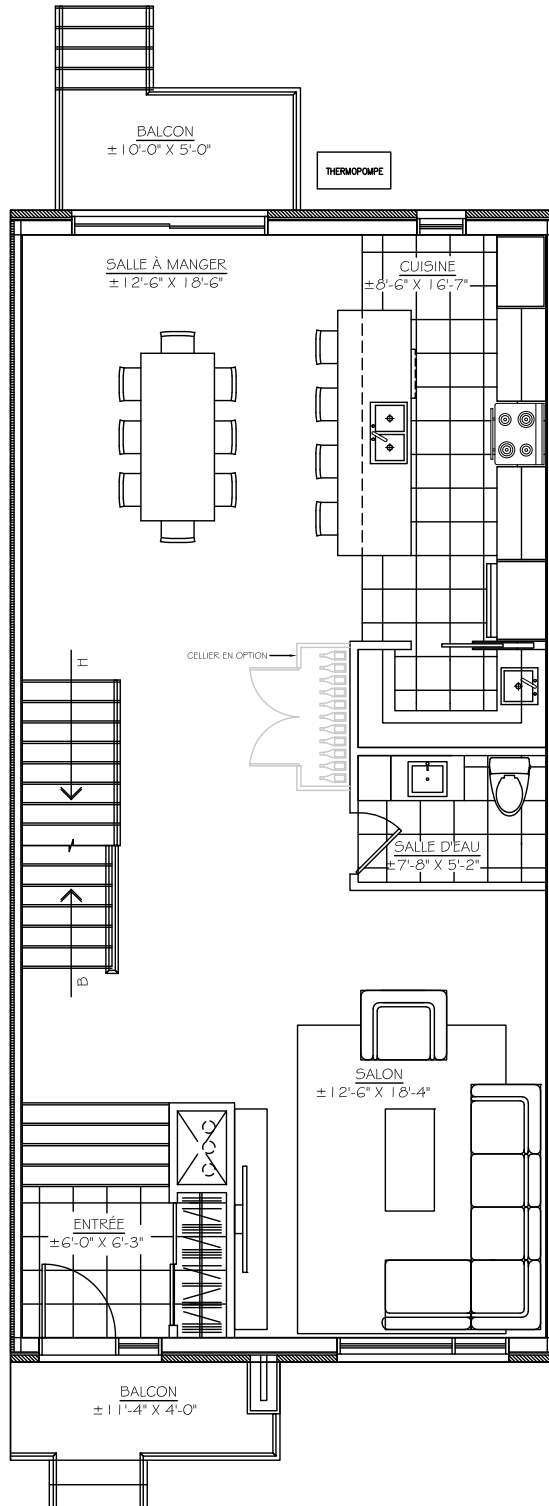 BALCON
±10'-0" X 5'-0"
THERMOPOMPE
SALLE À MANGER
±12'-6" X 18'-6"
CUISINE
±8'-6" X 16'-7"
CELLIER EN OPTION
H
SALLE D'EAU
±7'-8" X 5'-2"
B
SALON
±12'-6" X 18'-4"
ENTRÉE
±6'-0" X 6'-3"
BALCON
±11'-4" X 4'-0"